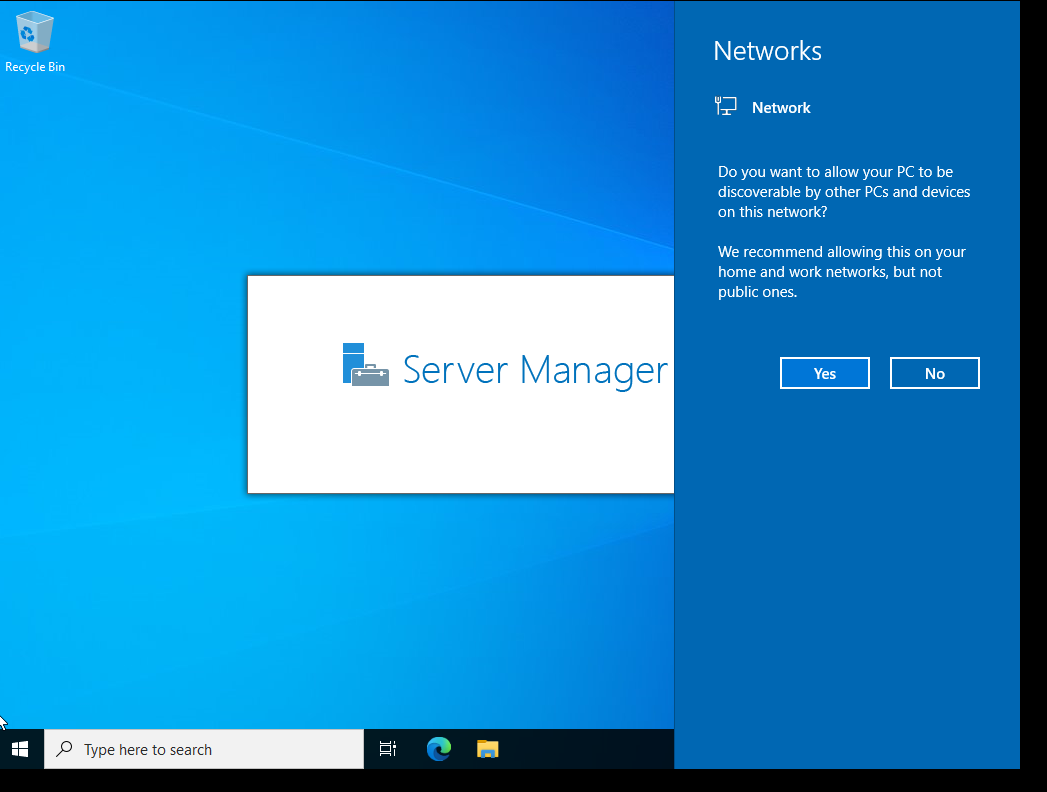 Recycle Bin
Server Manager
Networks
Network
Do you want to allow your PC to be
discoverable by other PCs and devices
on this network?
We recommend allowing this on your
home and work networks, but not
public ones.
Yes
No
Type here to search